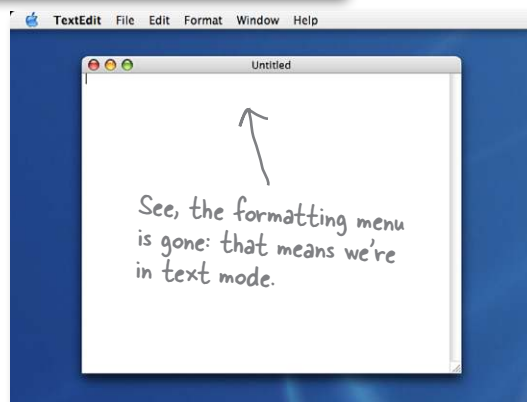 TextEdit File Edit Format Window Help
Untitled
See, the formatting menu
is gone: that means we're
in text mode.